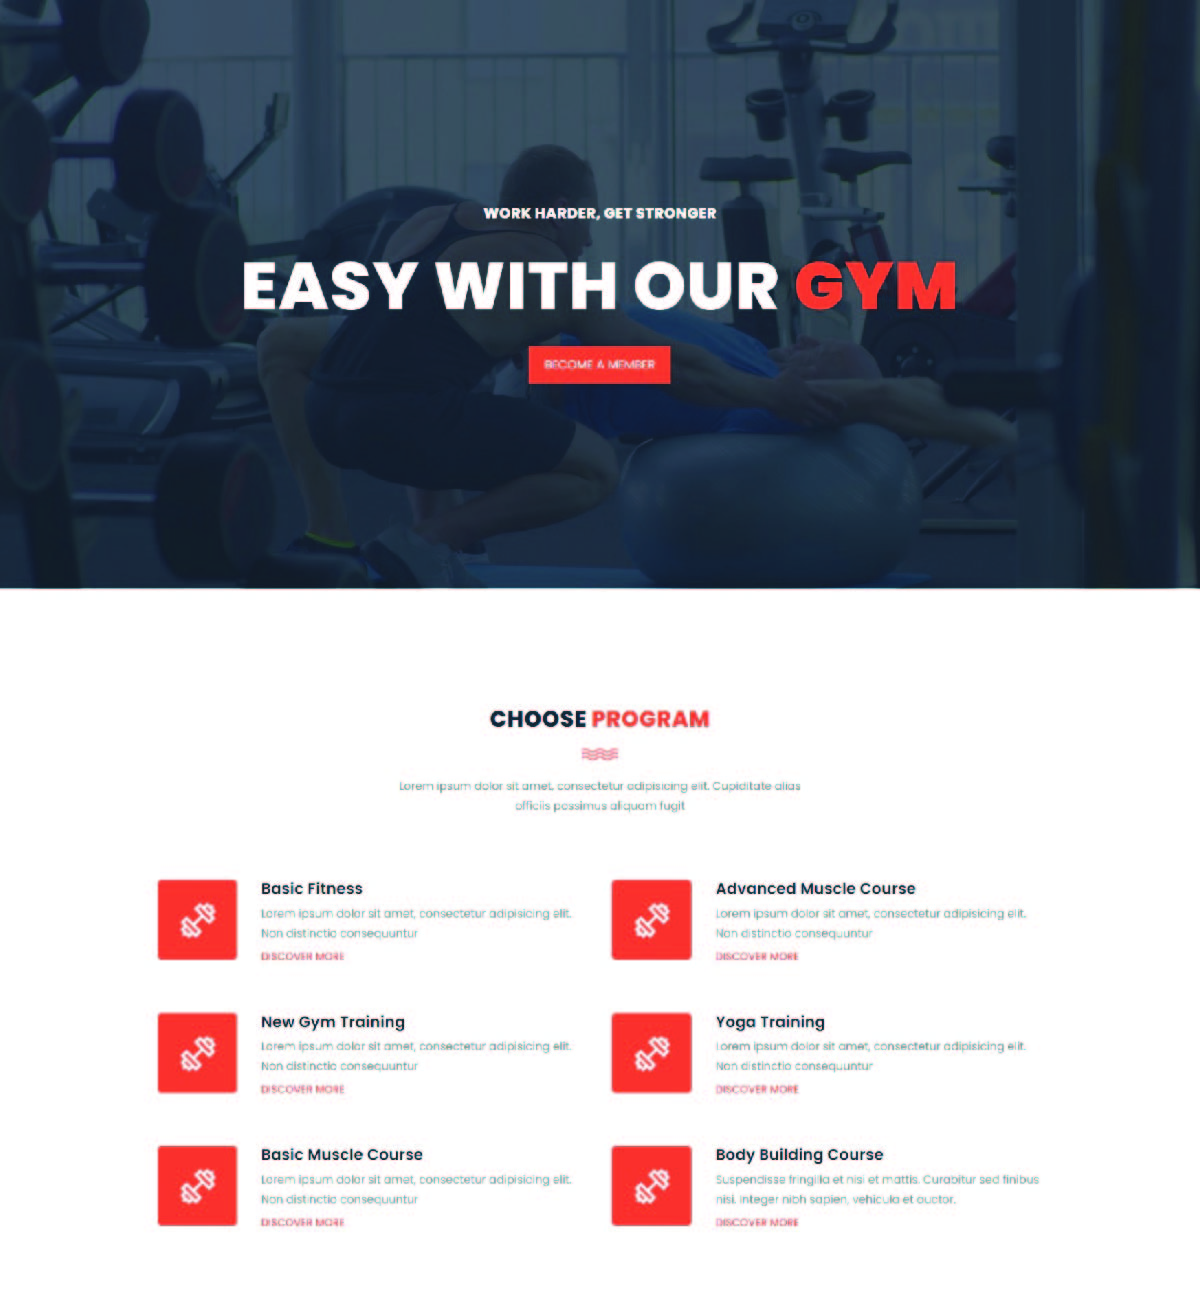 WORK HARDER, GET STRONGER
EASY WITH OUR GYM
BECOME A MEMBER
CHOOSE PROGRAM
Lorem ipsum dolor sit amet, consectetur adipisicing elit. Cupiditate alias
officiis possimus aliquam fugit
Basic Fitness
Lorem ipsum dolor sit amet, consectetur adipisicing elit.
Non distinctio consequuntur
DISCOVER MORE
Advanced Muscle Course
Lorem ipsum dolor sit amet, consectetur adipisicing elit.
Non distinctio consequuntur
DISCOVER MORE
New Gym Training
Lorem ipsum dolor sit amet, consectetur adipisicing elit.
Non distinctio consequuntur
DISCOVER MORE
Yoga Training
Lorem ipsum dolor sit amet, consectetur adipisicing elit.
Non distinctio consequuntur
DISCOVER MORE
Basic Muscle Course
Lorem ipsum dolor sit amet, consectetur adipisicing elit.
Non distinctio consequuntur
DISCOVER MORE
Body Building Course
Suspendisse fringilla et nisi et mattis. Curabitur sed finibus
nisi. Integer nibh sapien, vehicula et auctor.
DISCOVER MORE